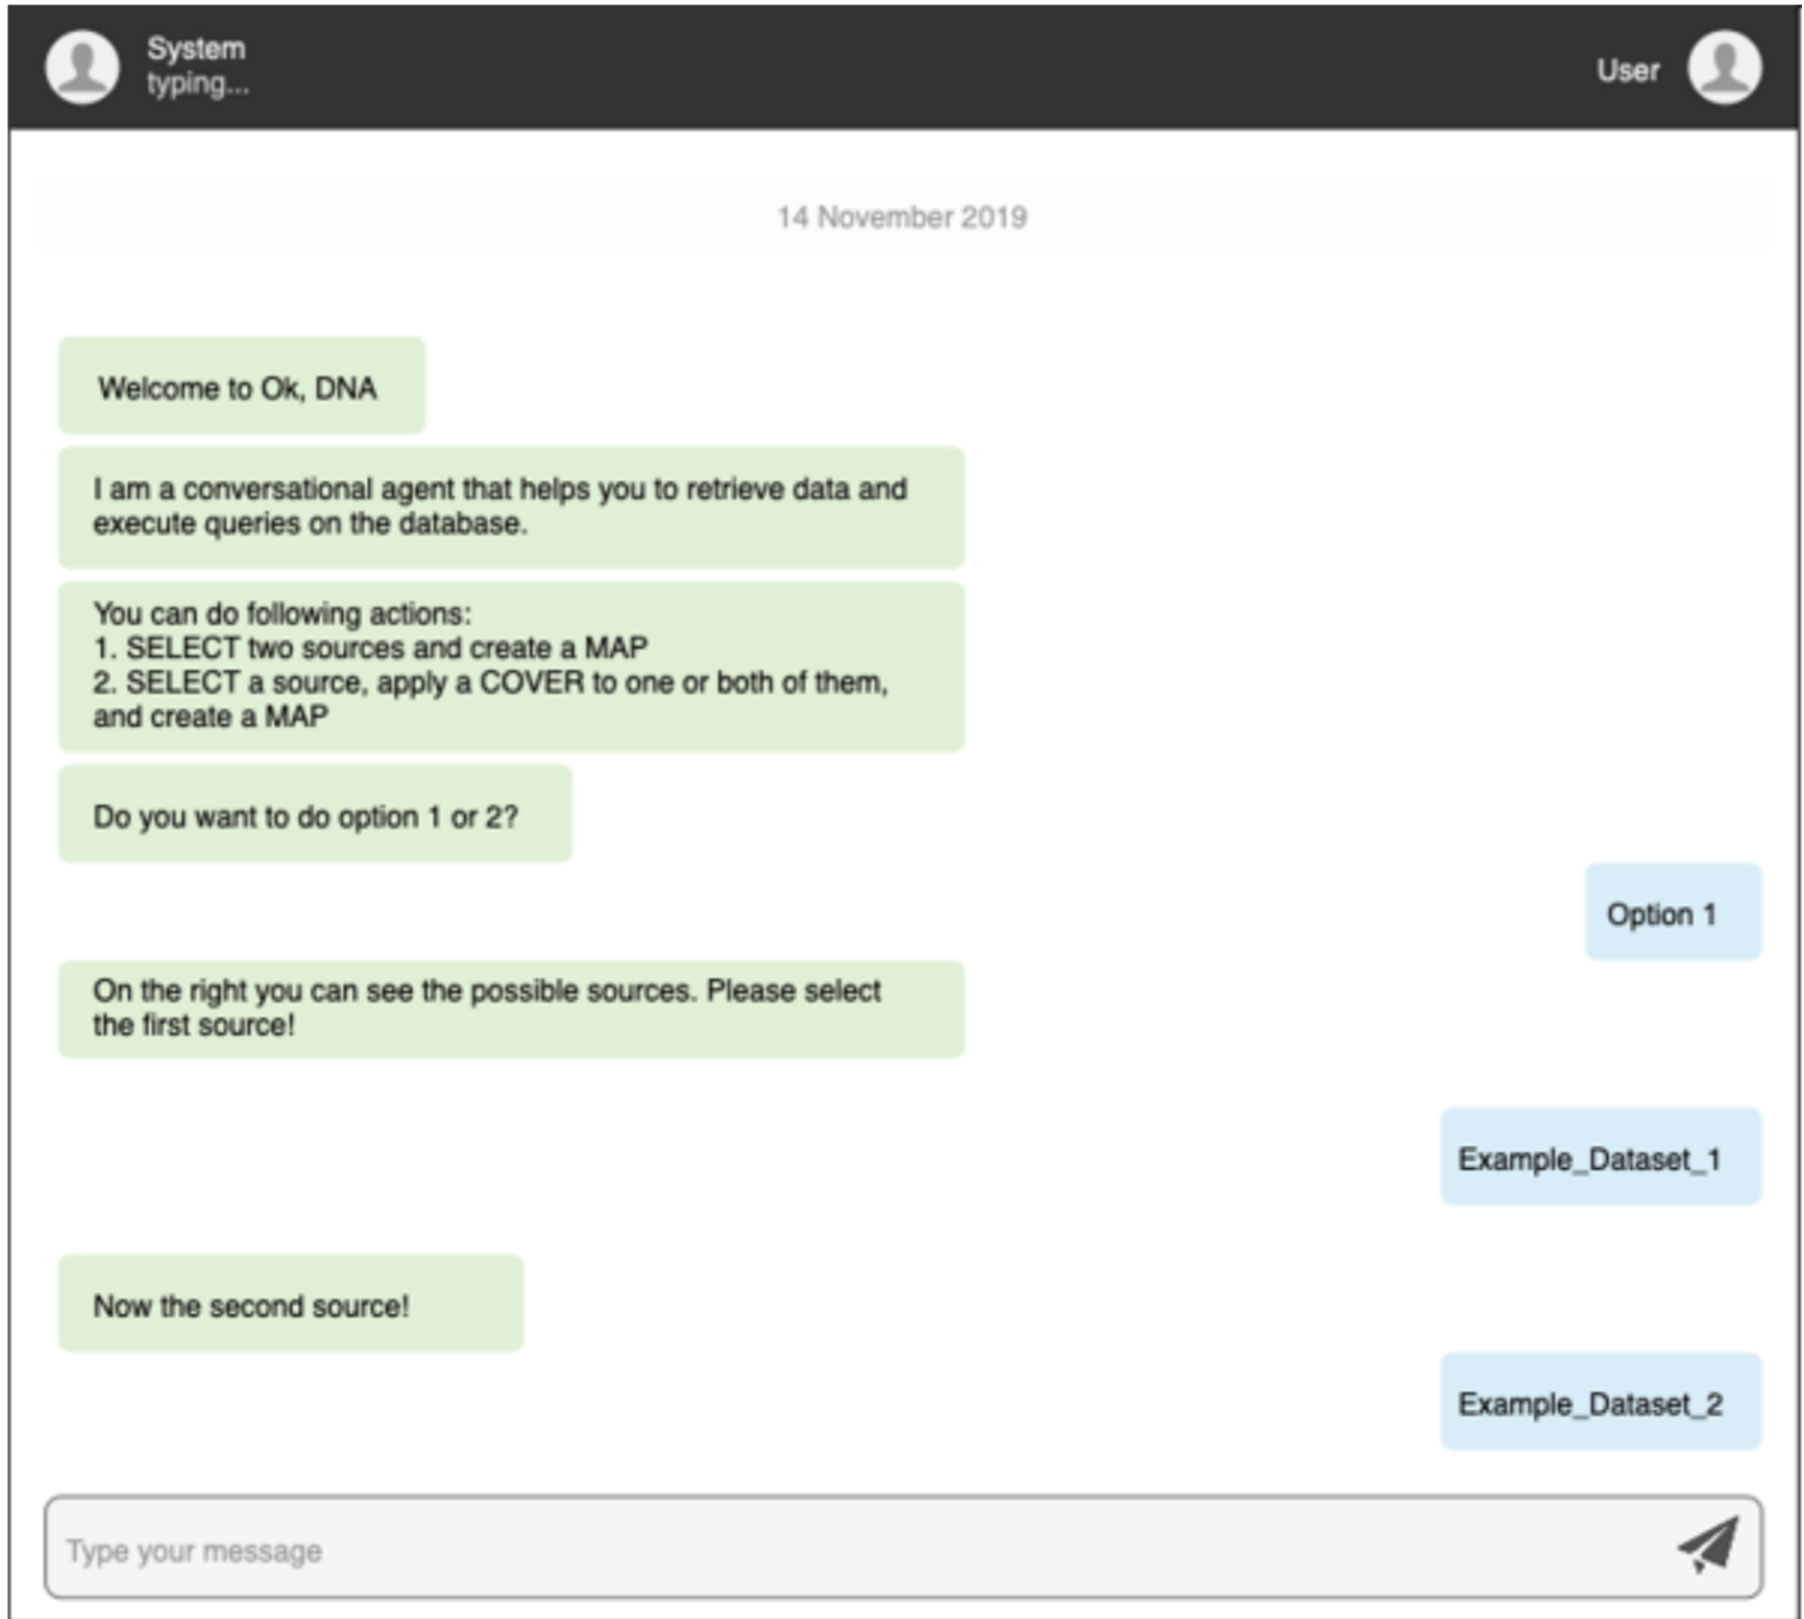 System
typing...
User
14 November 2019
Welcome to Ok, DNA
I am a conversational agent that helps you to retrieve data and
execute queries on the database.
You can do following actions:
1. SELECT two sources and create a MAP
2. SELECT a source, apply a COVER to one or both of them,
and create a MAP
Do you want to do option 1 or 2?
Option 1
On the right you can see the possible sources. Please select
the first source!
Example_Dataset_1
Now the second source!
Example_Dataset_2
Type your message